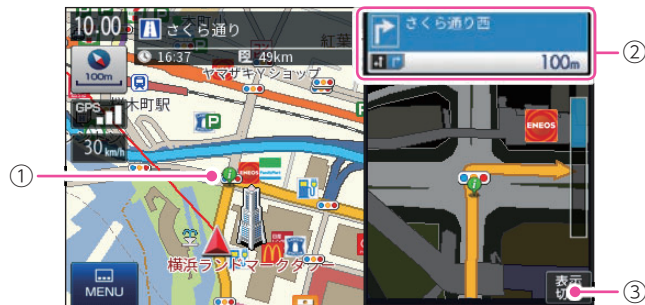 10.00
さくら通り
16:37
49km
100m
ヤマザキYショップ
紅葉
木町駅
GPS
30 km/h
ENEOS
FamilyMart
横浜ランドマークタワー
MENU
①
さくら通り西
100m
②
ENEOS
表示
切
③